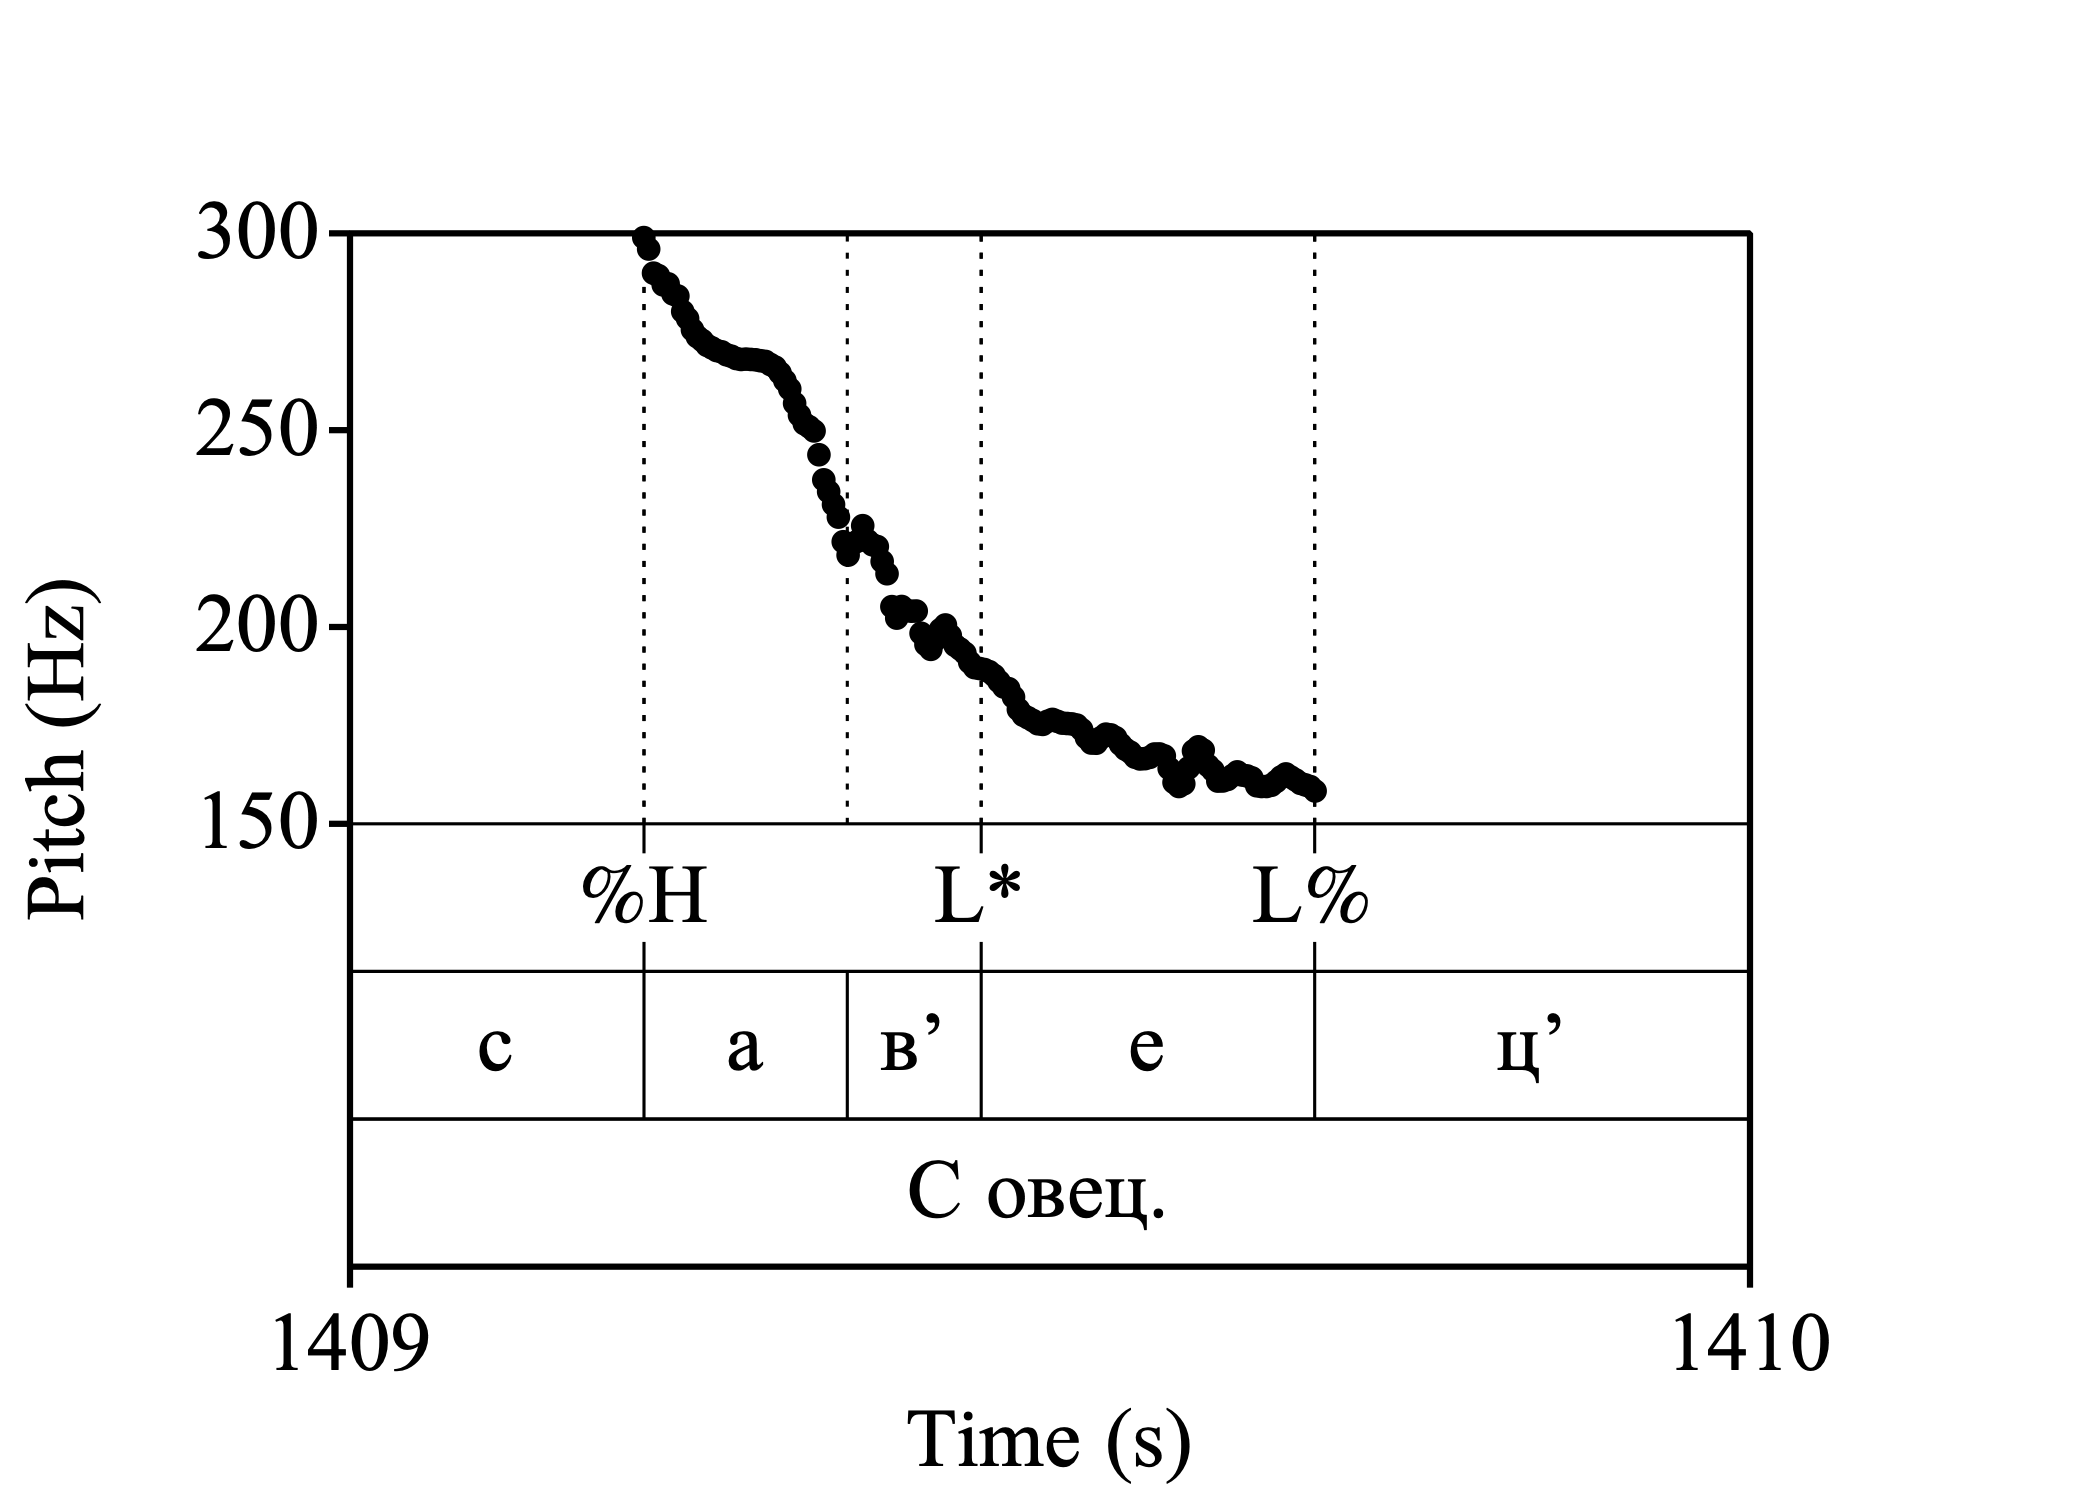 300
250
200
150
Pitch (Hz)
%H L* L%
с а в’ е ц’
С овец.
1409 1410
Time (s)